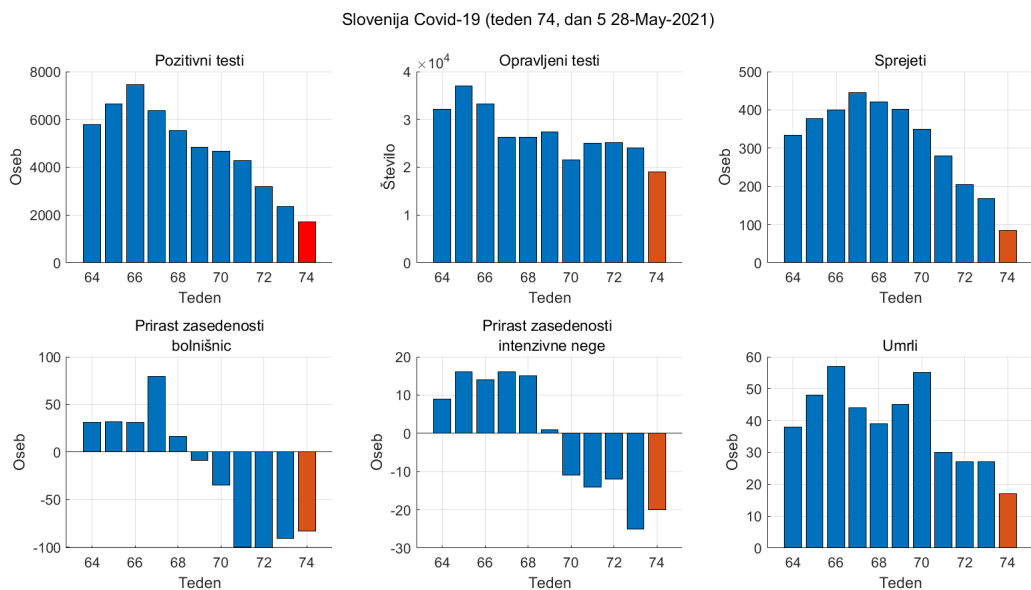 Slovenija Covid-19 (teden 74, dan 5 28-May-2021)
Pozitivni testi
8000
6000
4000
2000
0
Oseb
64 66 68 70 72 74
Teden
Opravljeni testi
×10⁴
4
3
2
1
0
Število
64 66 68 70 72 74
Teden
Sprejeti
500
400
300
200
100
0
Oseb
64 66 68 70 72 74
Teden
Prirast zasedenosti
bolnišnic
100
50
0
-50
-100
Oseb
64 66 68 70 72 74
Teden
Prirast zasedenosti
intenzivne nege
20
10
0
-10
-20
-30
Oseb
64 66 68 70 72 74
Teden
Umrli
60
50
40
30
20
10
0
Oseb
64 66 68 70 72 74
Teden